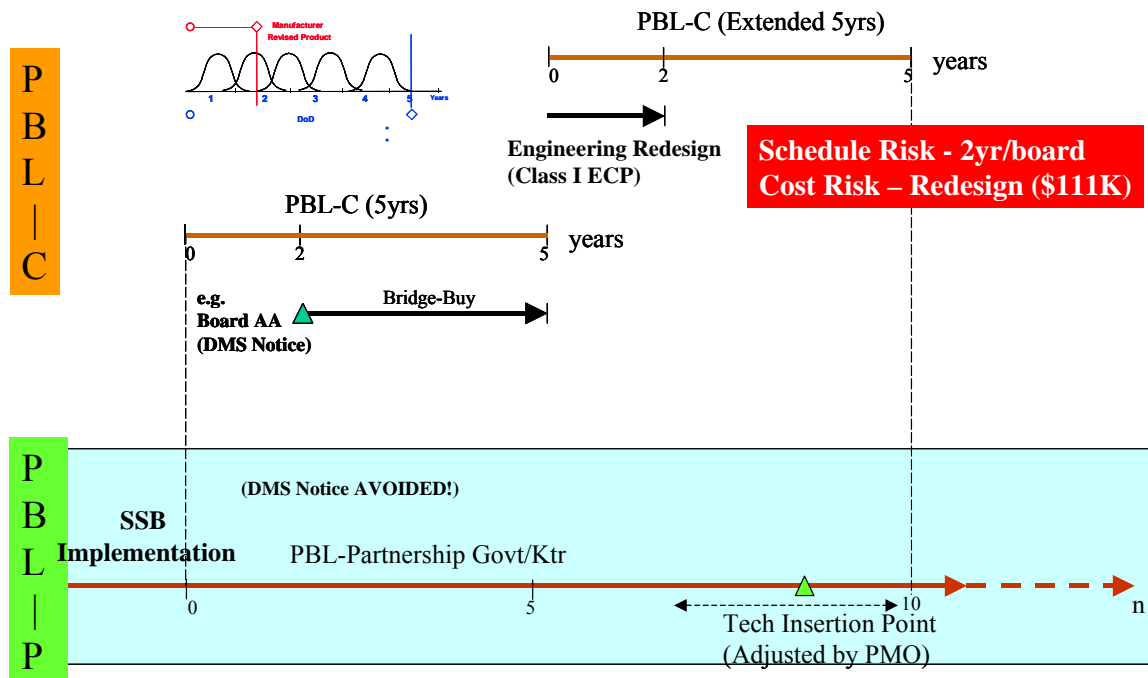 P
B
L
|
C
Manufacturer
Revised Product
1 2 3 4 5 Years
DoD
PBL-C (Extended 5yrs)
0 2 5 years
Engineering Redesign
(Class I ECP)
Schedule Risk - 2yr/board
Cost Risk – Redesign ($111K)
PBL-C (5yrs)
0 2 5 years
e.g.
Board AA
(DMS Notice)
Bridge-Buy
P
B
L
|
P
(DMS Notice AVOIDED!)
SSB
Implementation
PBL-Partnership Govt/Ktr
0 5 10 n
Tech Insertion Point
(Adjusted by PMO)